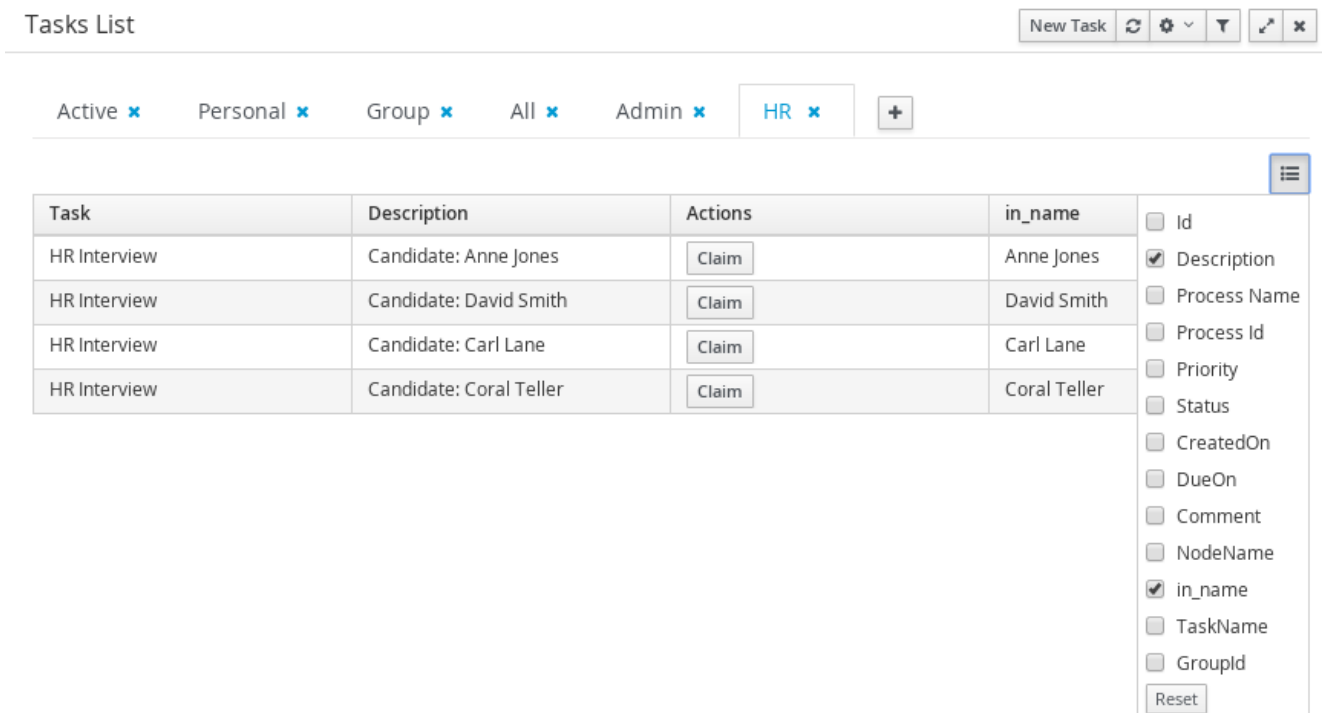 Tasks List
New Task
Active Personal Group All Admin HR
Task Description Actions in_name
HR Interview Candidate: Anne Jones Claim Anne Jones
HR Interview Candidate: David Smith Claim David Smith
HR Interview Candidate: Carl Lane Claim Carl Lane
HR Interview Candidate: Coral Teller Claim Coral Teller
Id
Description
Process Name
Process Id
Priority
Status
CreatedOn
DueOn
Comment
NodeName
in_name
TaskName
GroupId
Reset